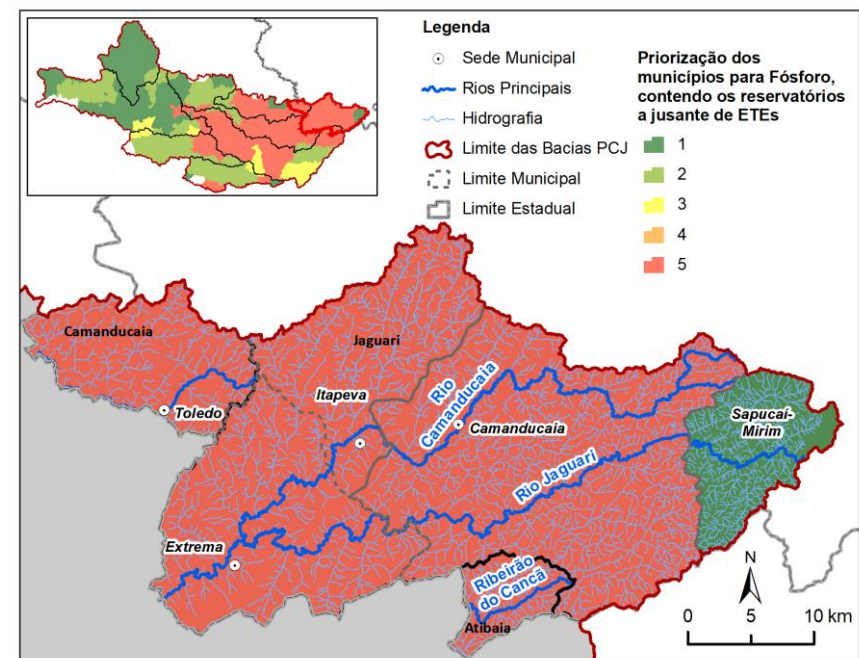 Legenda
Sede Municipal
Rios Principais
Hidrografia
Limite das Bacias PCJ
Limite Municipal
Limite Estadual
Priorização dos
municípios para Fósforo,
contendo os reservatórios
a jusante de ETEs
1
2
3
4
5
Camanducaia
Jaguari
Toledo
Itapeva
Rio
Camanducaia
Camanducaia
Sapucaí-
Mirim
Rio Jaguari
Extrema
Ribeirão
do Cancã
Atibaia
N
0 5 10 km